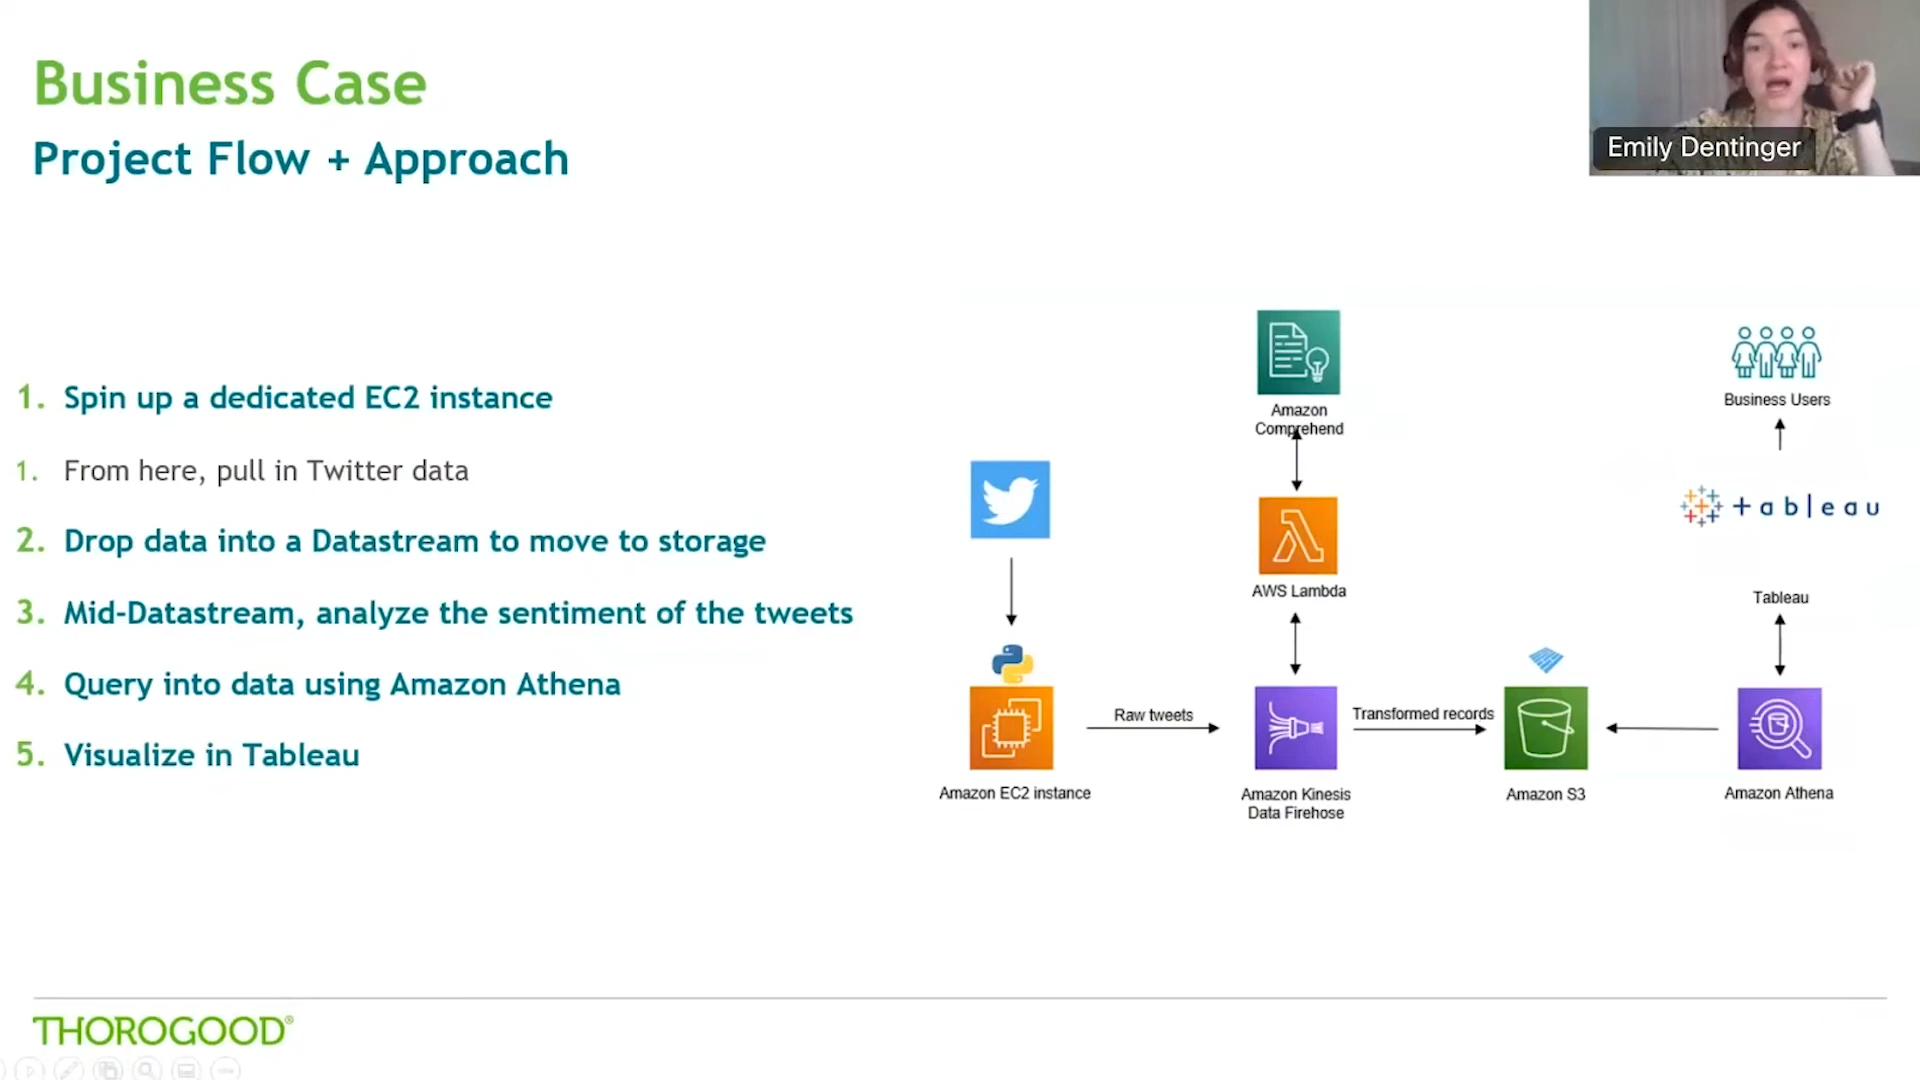 Business Case
Project Flow + Approach
Emily Dentinger
1. Spin up a dedicated EC2 instance
1. From here, pull in Twitter data
2. Drop data into a Datastream to move to storage
3. Mid-Datastream, analyze the sentiment of the tweets
4. Query into data using Amazon Athena
5. Visualize in Tableau
Amazon
Comprehend
AWS Lambda
Raw tweets
Amazon EC2 instance
Amazon Kinesis
Data Firehose
Transformed records
Amazon S3
Business Users
+ableau
Tableau
Amazon Athena
THOROGOOD®